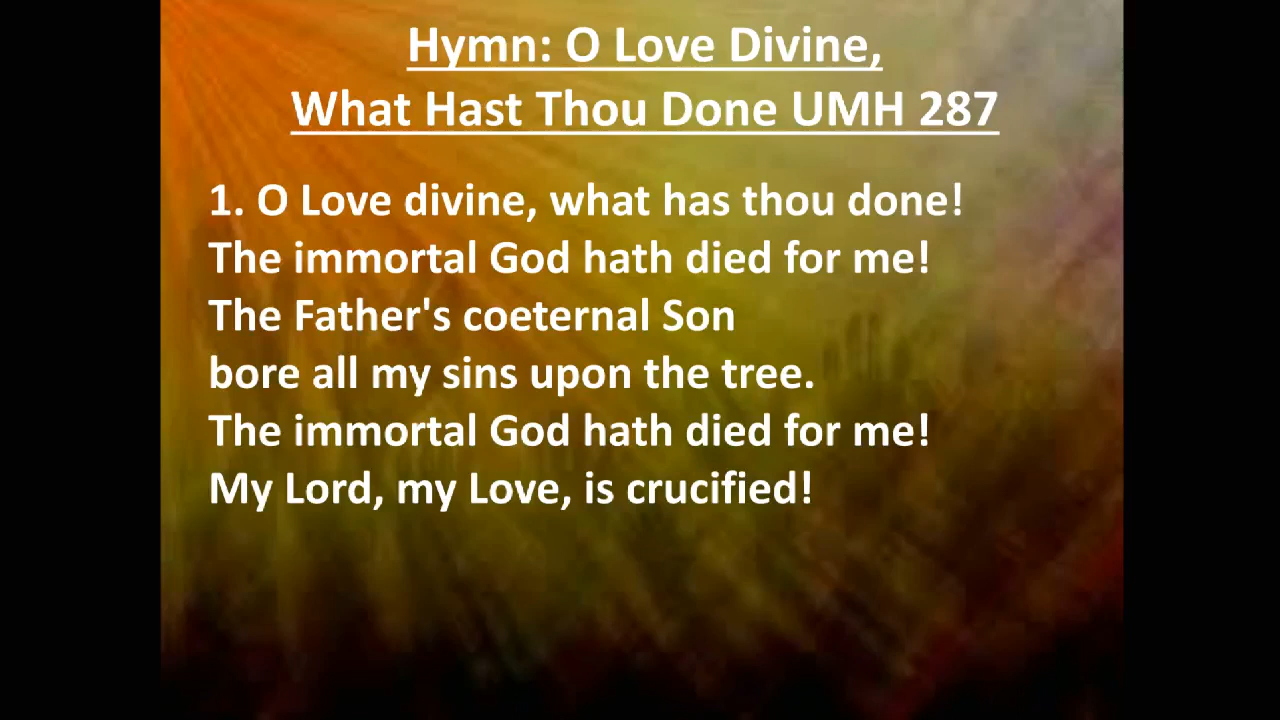 Hymn: O Love Divine,
What Hast Thou Done UMH 287
1. O Love divine, what has thou done!
The immortal God hath died for me!
The Father's coeternal Son
bore all my sins upon the tree.
The immortal God hath died for me!
My Lord, my Love, is crucified!